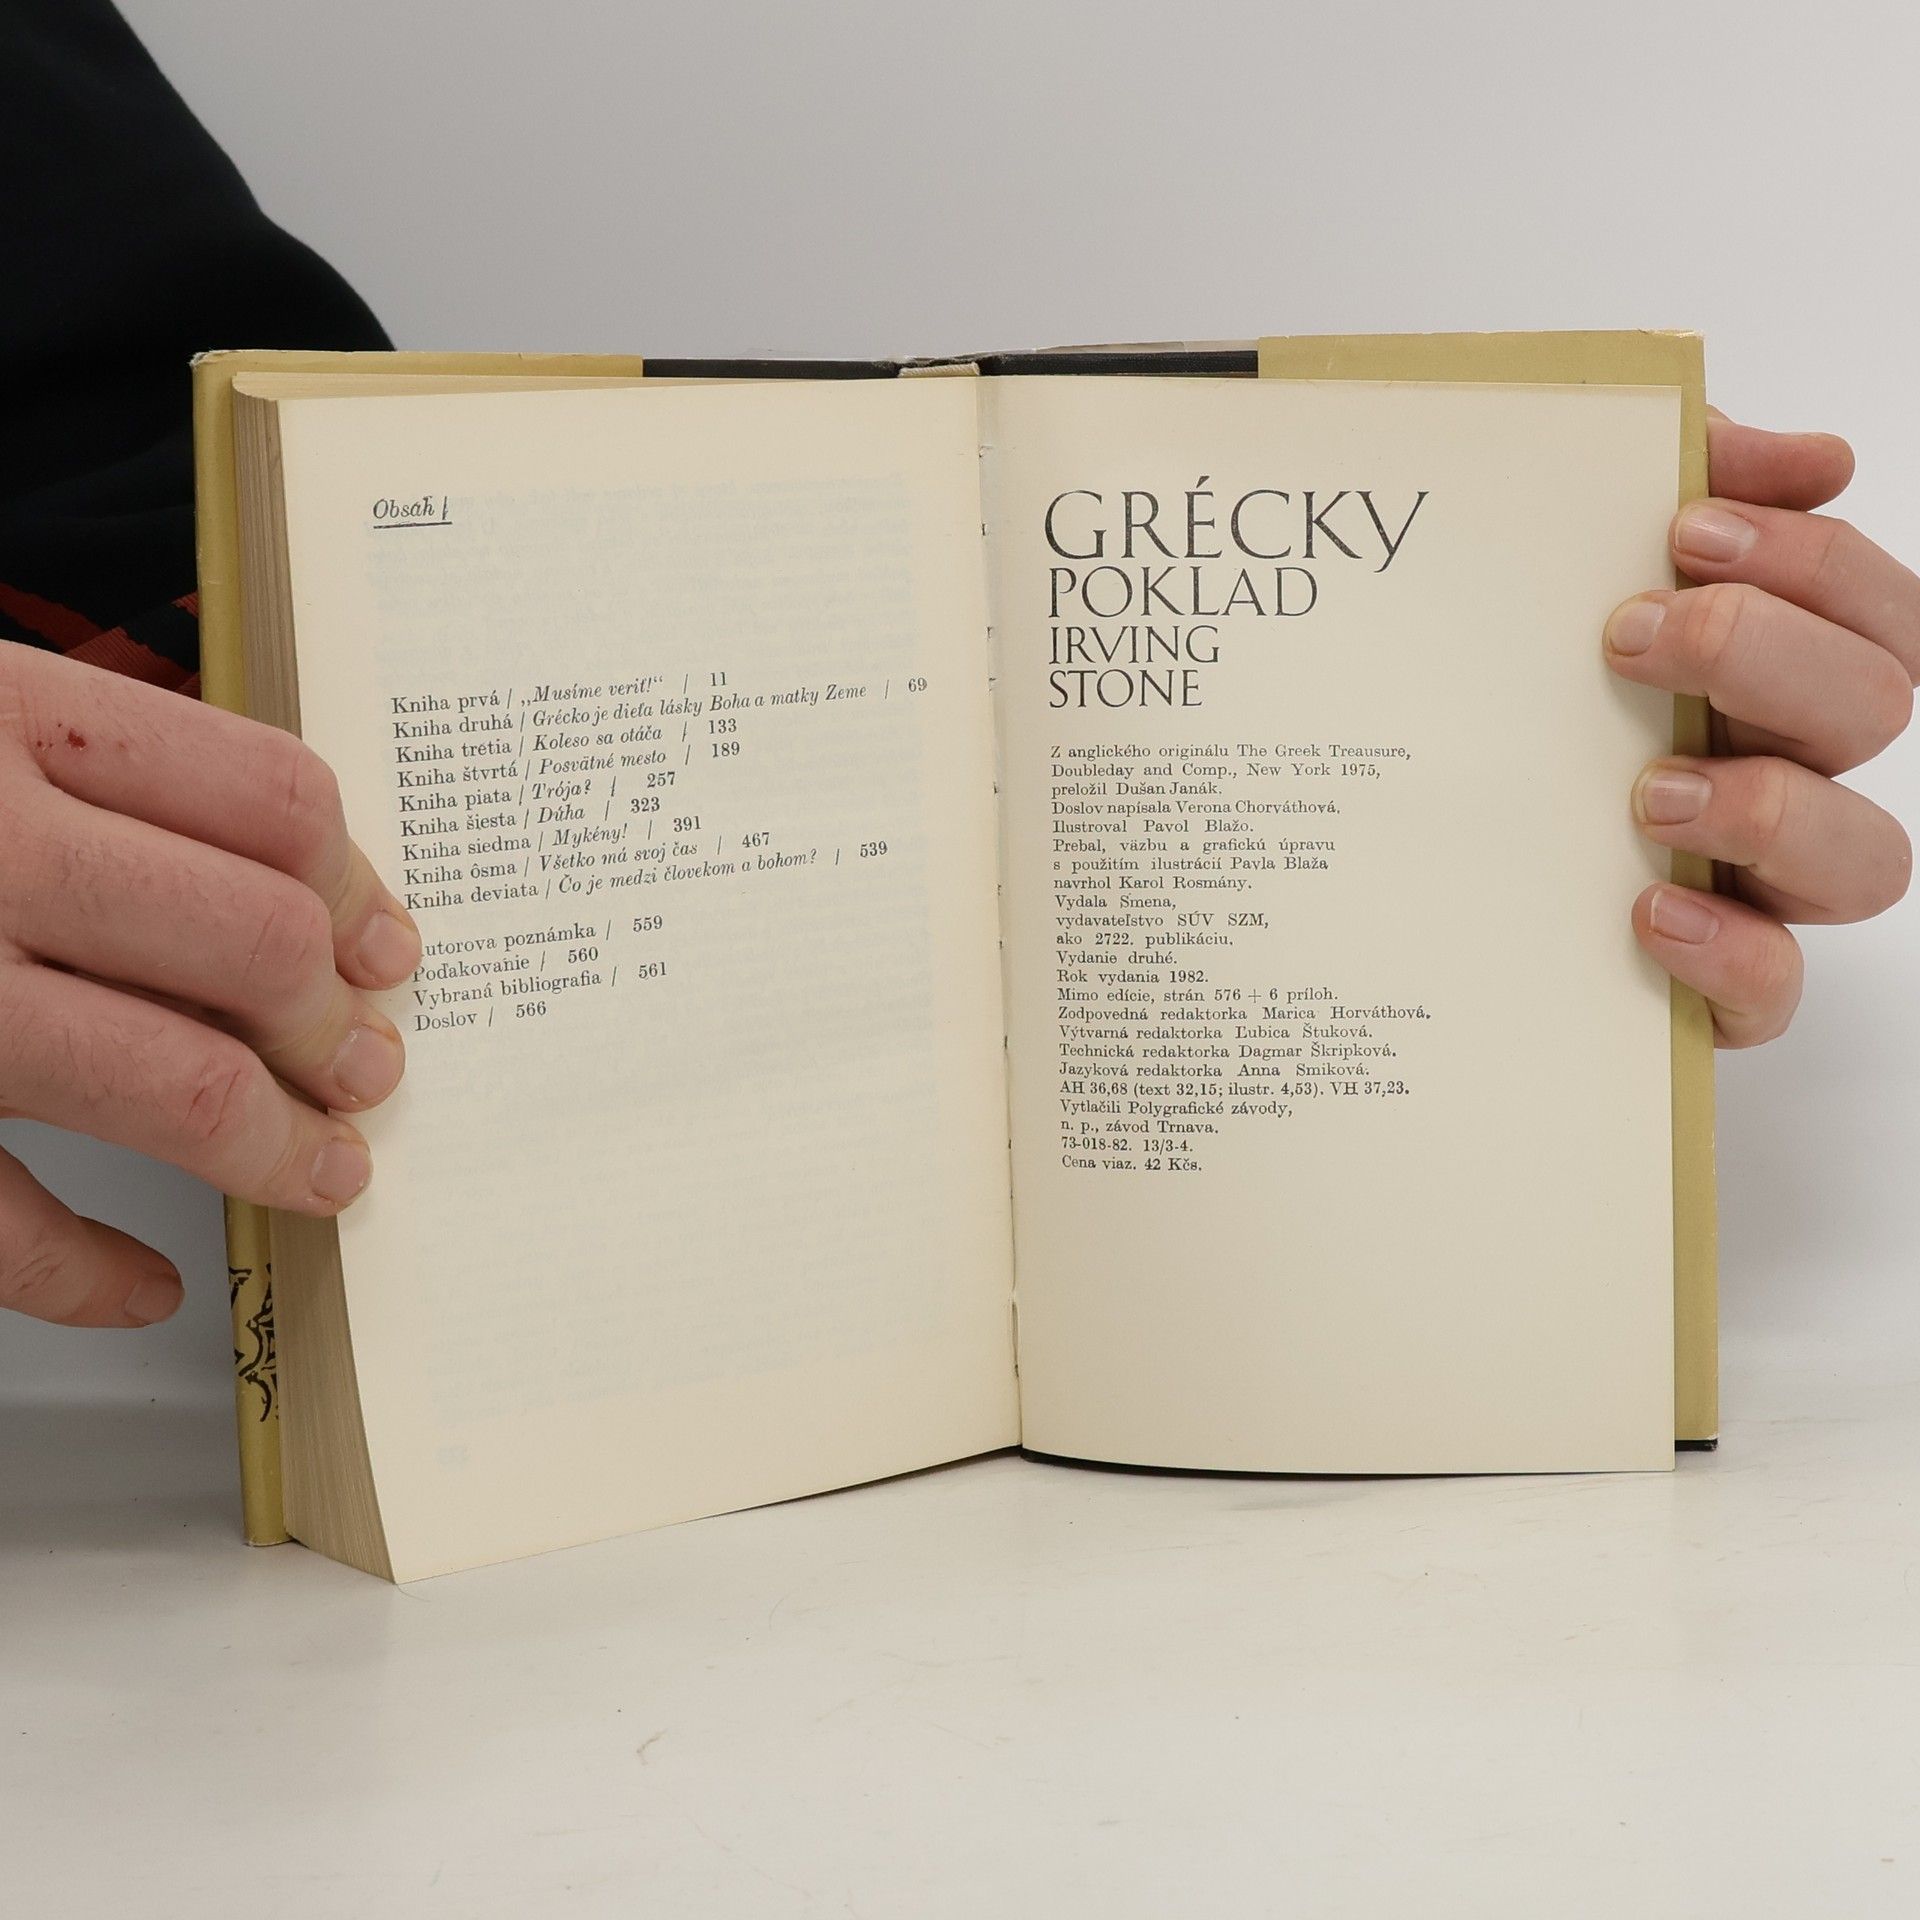 Obsah /
Kniha prvá / „Musíme veriť!“ / 11
Kniha druhá / Grécko je dieťa lásky Boha a matky Zeme / 69
Kniha tretia / Koleso sa otáča / 133
Kniha štvrtá / Posvätné mesto / 189
Kniha piata / Trója? / 257
Kniha šiesta / Dúha / 323
Kniha siedma / Mykény! / 391
Kniha ôsma / Všetko má svoj čas / 467
Kniha deviata / Čo je medzi človekom a bohom? / 539
utorova poznámka / 559
Poďakovanie / 560
Vybraná bibliografia / 561
Doslov / 566
GRÉCKY
POKLAD
IRVING
STONE
Z anglického originálu The Greek Treausure,
Doubleday and Comp., New York 1975,
preložil Dušan Janák.
Doslov napísala Verona Chorváthová.
Ilustroval Pavol Blažo.
Prebal, väzbu a grafickú úpravu
s použitím ilustrácií Pavla Blaža
navrhol Karol Rosmány.
Vydala Smena,
vydavateľstvo SÚV SZM,
ako 2722. publikáciu.
Vydanie druhé.
Rok vydania 1982.
Mimo edície, strán 576 + 6 príloh.
Zodpovedná redaktorka Marica Horváthová.
Výtvarná redaktorka Ľubica Štuková.
Technická redaktorka Dagmar Škripková.
Jazyková redaktorka Anna Smiková.
AH 36,68 (text 32,15; ilustr. 4,53). VH 37,23.
Vytlačili Polygrafické závody,
n. p., závod Trnava.
73-018-82. 13/3-4.
Cena viaz. 42 Kčs.